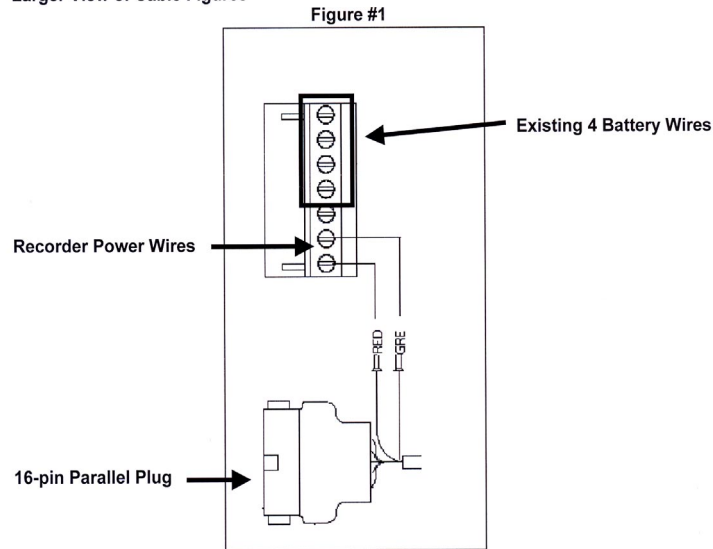 Larger View of Cable Figures
Figure #1
Existing 4 Battery Wires
Recorder Power Wires
RED
GRE
16-pin Parallel Plug